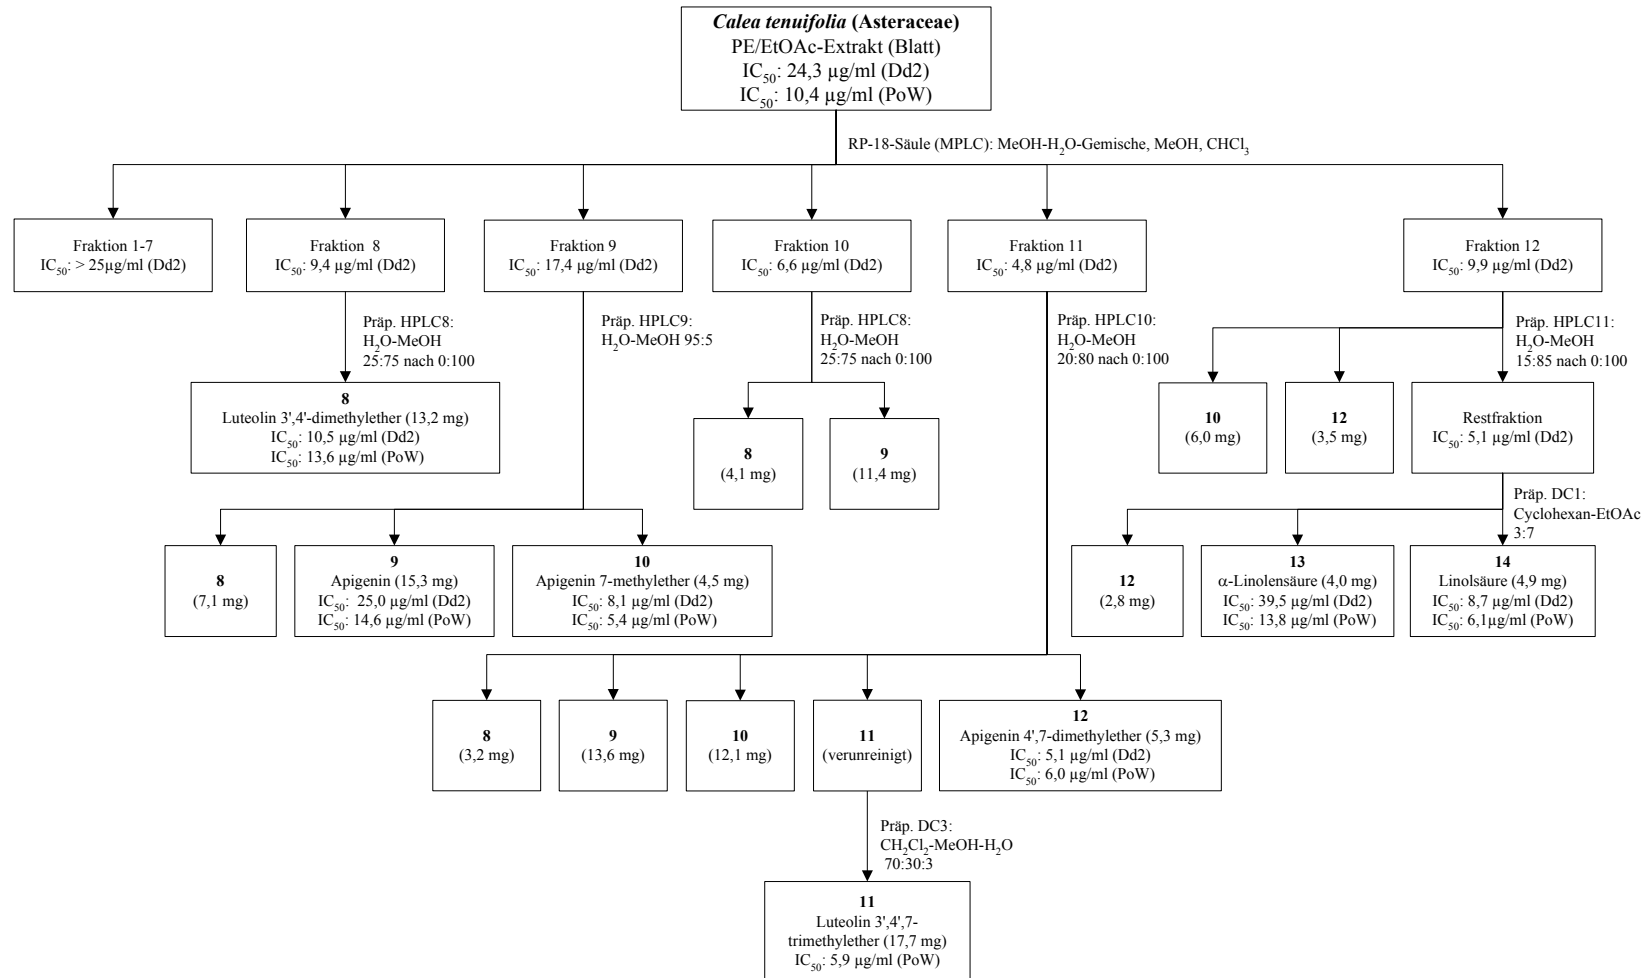 Calea tenuifolia (Asteraceae)
PE/EtOAc-Extrakt (Blatt)
IC50: 24,3 µg/ml (Dd2)
IC50: 10,4 µg/ml (PoW)
RP-18-Säule (MPLC): MeOH-H2O-Gemische, MeOH, CHCl3
Fraktion 1-7
IC50: > 25µg/ml (Dd2)
Fraktion 8
IC50: 9,4 µg/ml (Dd2)
Fraktion 9
IC50: 17,4 µg/ml (Dd2)
Fraktion 10
IC50: 6,6 µg/ml (Dd2)
Fraktion 11
IC50: 4,8 µg/ml (Dd2)
Fraktion 12
IC50: 9,9 µg/ml (Dd2)
Präp. HPLC8:
H2O-MeOH
25:75 nach 0:100
Präp. HPLC9:
H2O-MeOH 95:5
Präp. HPLC8:
H2O-MeOH
25:75 nach 0:100
Präp. HPLC10:
H2O-MeOH
20:80 nach 0:100
Präp. HPLC11:
H2O-MeOH
15:85 nach 0:100
8
Luteolin 3',4'-dimethylether (13,2 mg)
IC50: 10,5 µg/ml (Dd2)
IC50: 13,6 µg/ml (PoW)
8
(4,1 mg)
9
(11,4 mg)
10
(6,0 mg)
12
(3,5 mg)
Restfraktion
IC50: 5,1 µg/ml (Dd2)
Präp. DC1:
Cyclohexan-EtOAc
3:7
8
(7,1 mg)
9
Apigenin (15,3 mg)
IC50: 25,0 µg/ml (Dd2)
IC50: 14,6 µg/ml (PoW)
10
Apigenin 7-methylether (4,5 mg)
IC50: 8,1 µg/ml (Dd2)
IC50: 5,4 µg/ml (PoW)
12
(2,8 mg)
13
α-Linolensäure (4,0 mg)
IC50: 39,5 µg/ml (Dd2)
IC50: 13,8 µg/ml (PoW)
14
Linolsäure (4,9 mg)
IC50: 8,7 µg/ml (Dd2)
IC50: 6,1µg/ml (PoW)
8
(3,2 mg)
9
(13,6 mg)
10
(12,1 mg)
11
(verunreinigt)
12
Apigenin 4',7-dimethylether (5,3 mg)
IC50: 5,1 µg/ml (Dd2)
IC50: 6,0 µg/ml (PoW)
Präp. DC3:
CH2Cl2-MeOH-H2O
70:30:3
11
Luteolin 3',4',7-
trimethylether (17,7 mg)
IC50: 5,9 µg/ml (PoW)